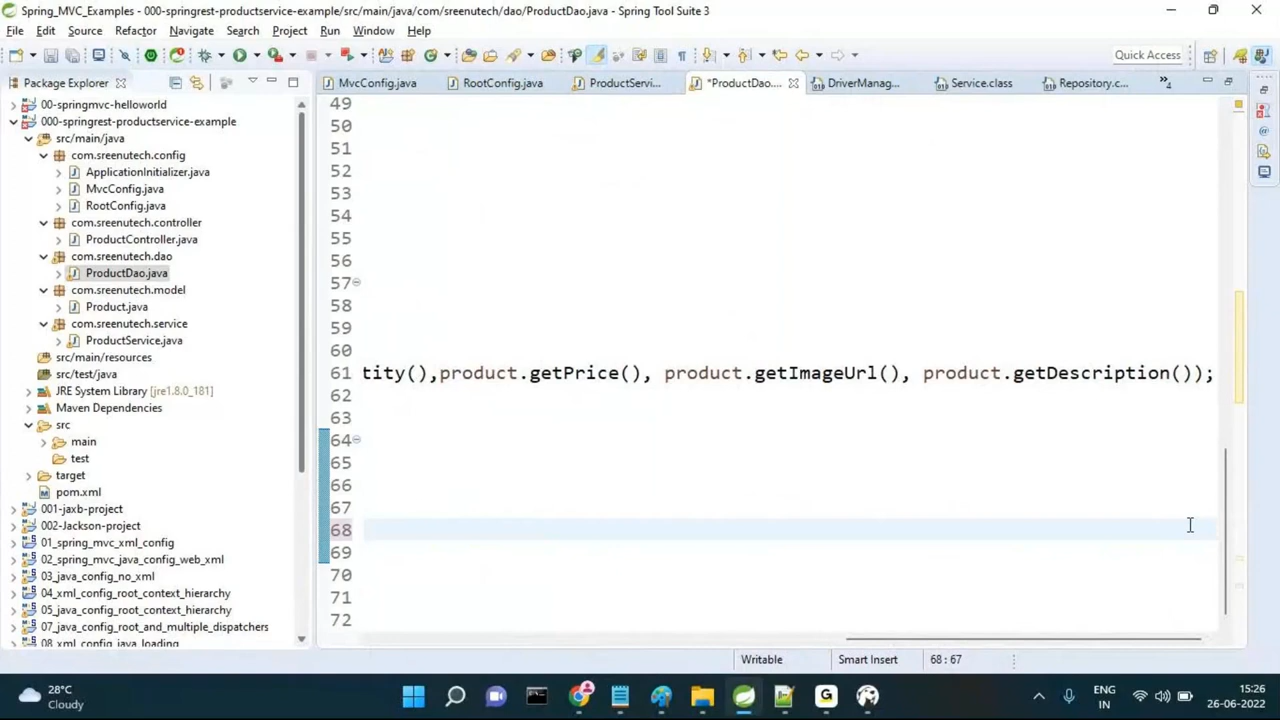 Spring_MVC_Examples - 000-springrest-productservice-example/src/main/java/com/sreenutech/dao/ProductDao.java - Spring Tool Suite 3
File Edit Source Refactor Navigate Search Project Run Window Help
Quick Access
Package Explorer
MvcConfig.java RootConfig.java ProductServi... *ProductDao.... DriverManag... Service.class Repository.c... 4
00-springmvc-helloworld
000-springrest-productservice-example
src/main/java
com.sreenutech.config
ApplicationInitializer.java
MvcConfig.java
RootConfig.java
com.sreenutech.controller
ProductController.java
com.sreenutech.dao
ProductDao.java
com.sreenutech.model
Product.java
com.sreenutech.service
ProductService.java
src/main/resources
src/test/java
JRE System Library [jre1.8.0_181]
Maven Dependencies
src
main
test
target
pom.xml
001-jaxb-project
002-Jackson-project
01_spring_mvc_xml_config
02_spring_mvc_java_config_web_xml
03_java_config_no_xml
04_xml_config_root_context_hierarchy
05_java_config_root_context_hierarchy
07_java_config_root_and_multiple_dispatchers
08_xml_config_java_loading
49
50
51
52
53
54
55
56
57
58
59
60
61 tity(),product.getPrice(), product.getImageUrl(), product.getDescription());
62
63
64
65
66
67
68
69
70
71
72
Writable Smart Insert 68 : 67
28°C
Cloudy
ENG
IN
15:26
26-06-2022